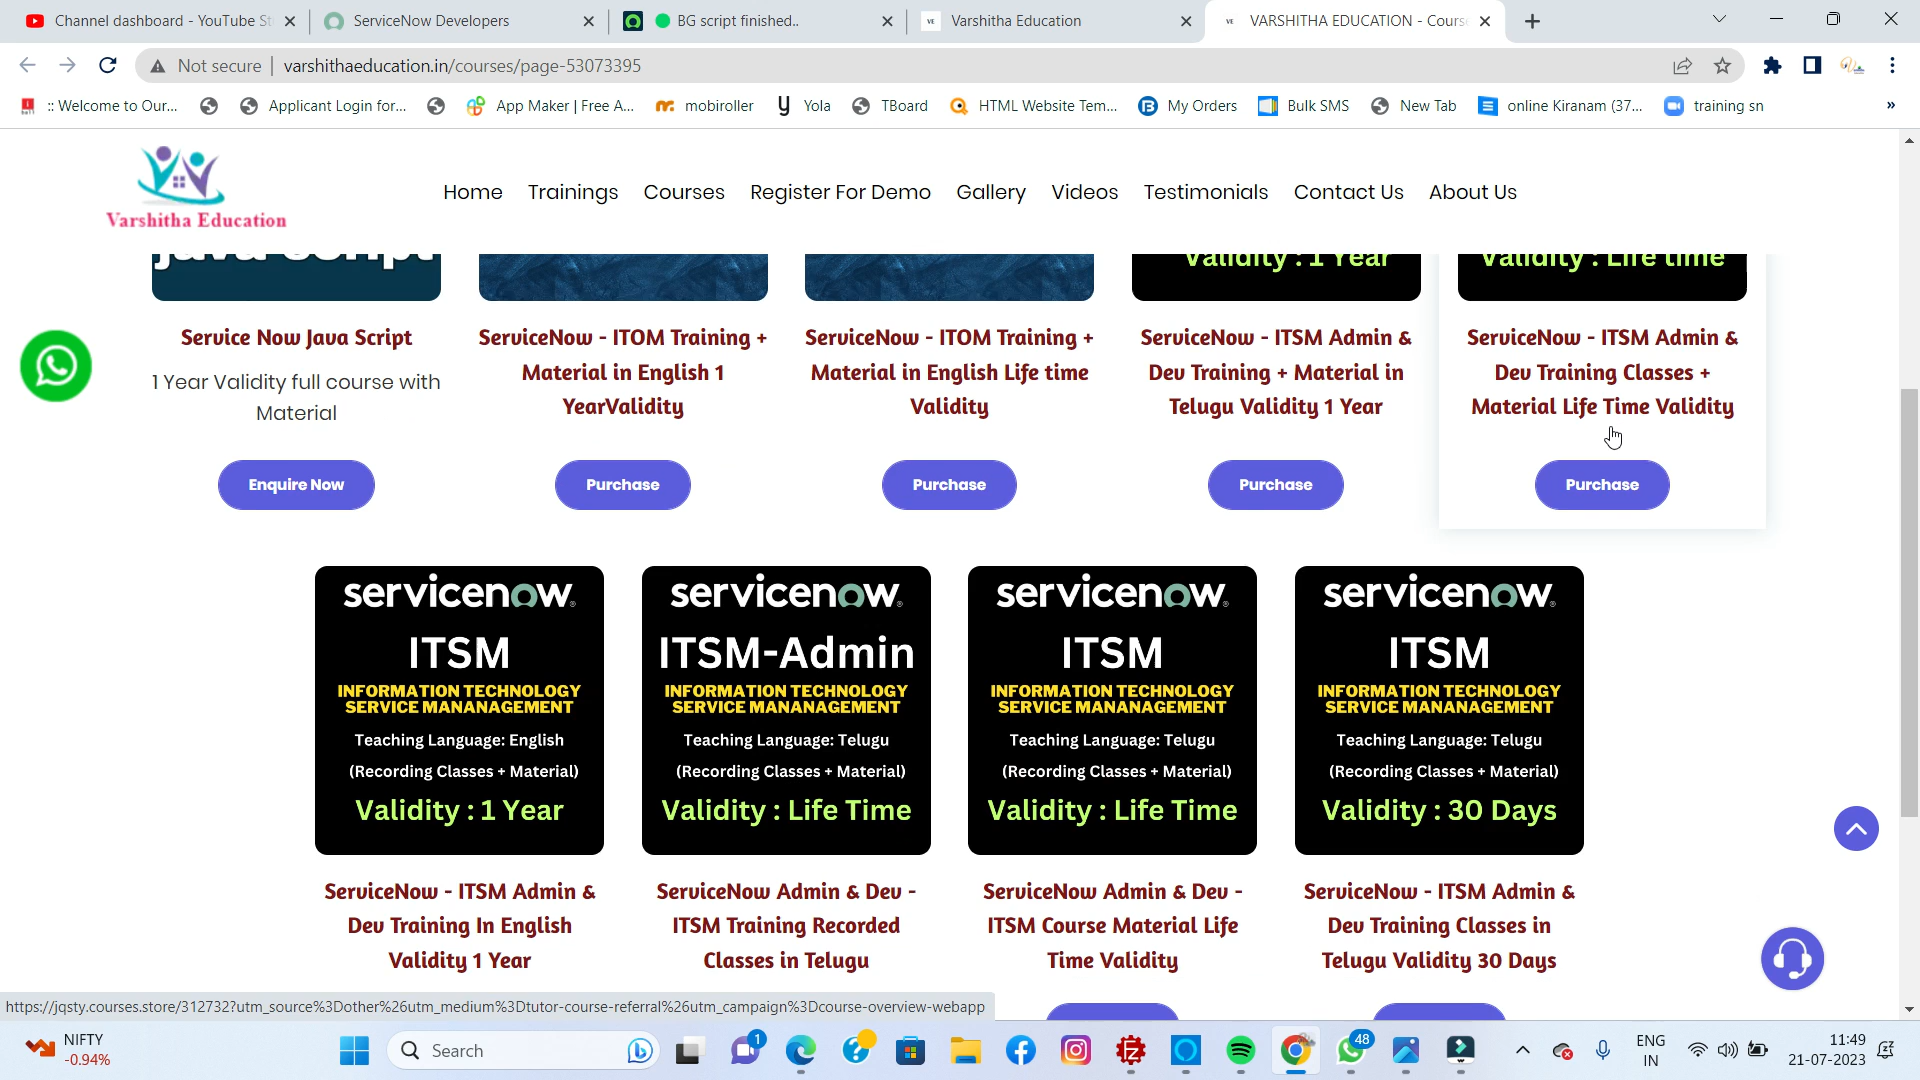 Channel dashboard - YouTube St
ServiceNow Developers
BG script finished..
VE
Varshitha Education
VE
VARSHITHA EDUCATION - Cours
Not secure
varshithaeducation.in/courses/page-53073395
:: Welcome to Our...
Applicant Login for...
App Maker | Free A...
mobiroller
Yola
TBoard
HTML Website Tem...
My Orders
Bulk SMS
New Tab
online Kiranam (37...
training sn
»
Varshitha Education
Home
Trainings
Courses
Register For Demo
Gallery
Videos
Testimonials
Contact Us
About Us
Java Script
Validity : 1 Year
Validity : Life time
Service Now Java Script
1 Year Validity full course with
Material
Enquire Now
ServiceNow - ITOM Training +
Material in English 1
YearValidity
Purchase
ServiceNow - ITOM Training +
Material in English Life time
Validity
Purchase
ServiceNow - ITSM Admin &
Dev Training + Material in
Telugu Validity 1 Year
Purchase
ServiceNow - ITSM Admin &
Dev Training Classes +
Material Life Time Validity
Purchase
servicenow®
ITSM
INFORMATION TECHNOLOGY
SERVICE MANANAGEMENT
Teaching Language: English
(Recording Classes + Material)
Validity : 1 Year
ServiceNow - ITSM Admin &
Dev Training In English
Validity 1 Year
servicenow®
ITSM-Admin
INFORMATION TECHNOLOGY
SERVICE MANANAGEMENT
Teaching Language: Telugu
(Recording Classes + Material)
Validity : Life Time
ServiceNow Admin & Dev -
ITSM Training Recorded
Classes in Telugu
servicenow®
ITSM
INFORMATION TECHNOLOGY
SERVICE MANANAGEMENT
Teaching Language: Telugu
(Recording Classes + Material)
Validity : Life Time
ServiceNow Admin & Dev -
ITSM Course Material Life
Time Validity
servicenow®
ITSM
INFORMATION TECHNOLOGY
SERVICE MANANAGEMENT
Teaching Language: Telugu
(Recording Classes + Material)
Validity : 30 Days
ServiceNow - ITSM Admin &
Dev Training Classes in
Telugu Validity 30 Days
https://jqsty.courses.store/312732?utm_source%3Dother%26utm_medium%3Dtutor-course-referral%26utm_campaign%3Dcourse-overview-webapp
NIFTY
-0.94%
Search
1
48
ENG
IN
11:49
21-07-2023